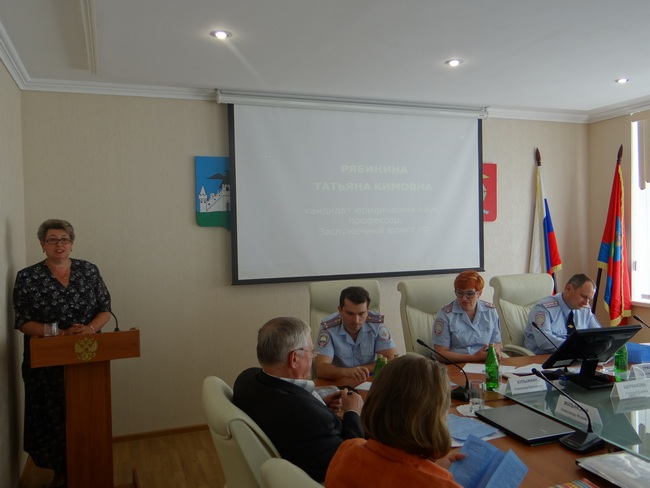 РЯБИНИНА
ТАТЬЯНА КИМОВНА
кандидат юридических наук,
профессор,
Заслуженный юрист РФ